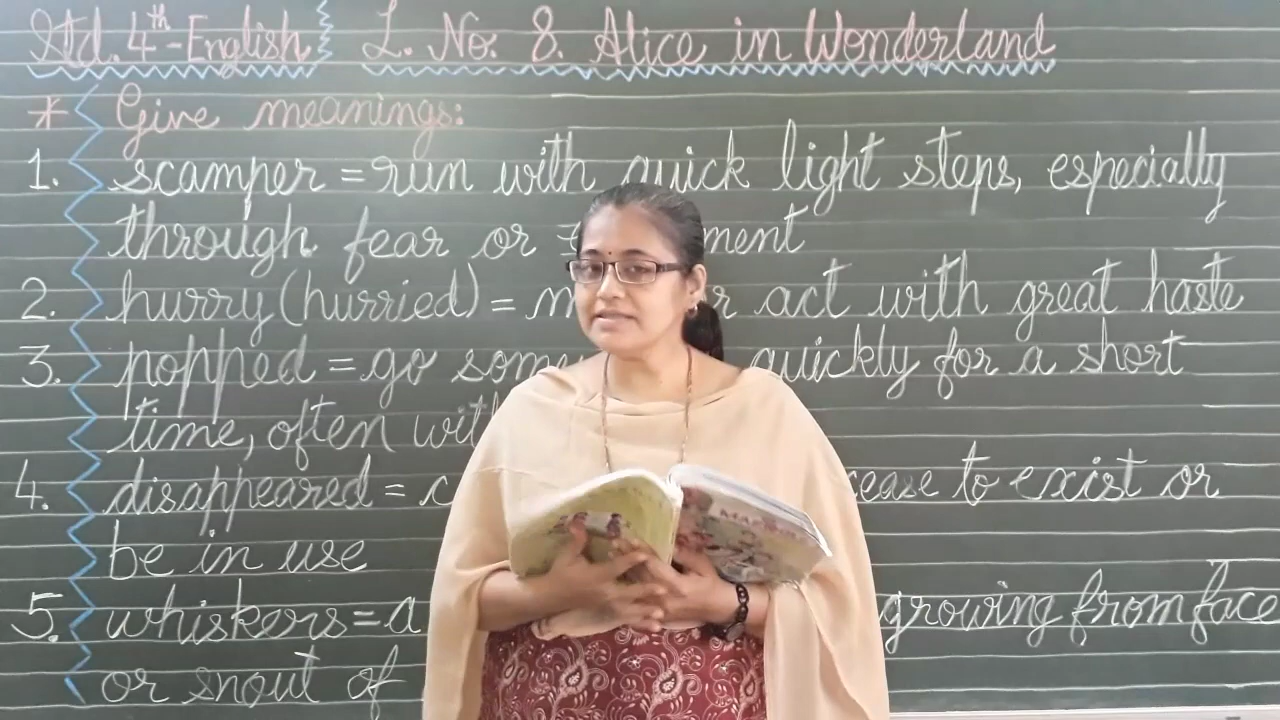 Std. 4th-English L. No. 8. Alice in Wonderland
* Give meanings:
1. scamper = run with quick light steps, especially
through fear or ment
2. hurry (hurried) = act with great haste
3. popped = go quickly for a short
time, often
4. disappeared = cease to exist or
be in use
5. whiskers = a growing from face
or snout of